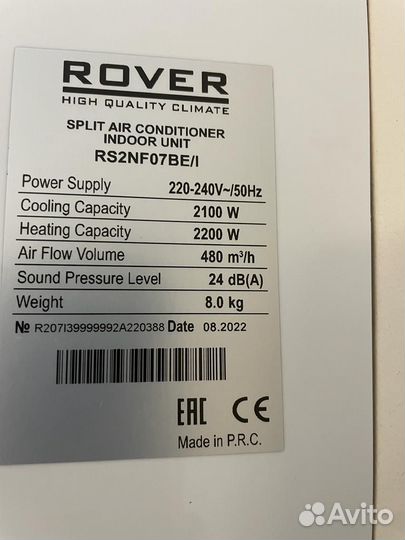 ROVER
HIGH QUALITY CLIMATE
SPLIT AIR CONDITIONER
INDOOR UNIT
RS2NF07BE/I
Power Supply 220-240V~/50Hz
Cooling Capacity 2100 W
Heating Capacity 2200 W
Air Flow Volume 480 m³/h
Sound Pressure Level 24 dB(A)
Weight 8.0 kg
№ R207I39999992A220388 Date 08.2022
EAC CE
Made in P.R.C.
Avito